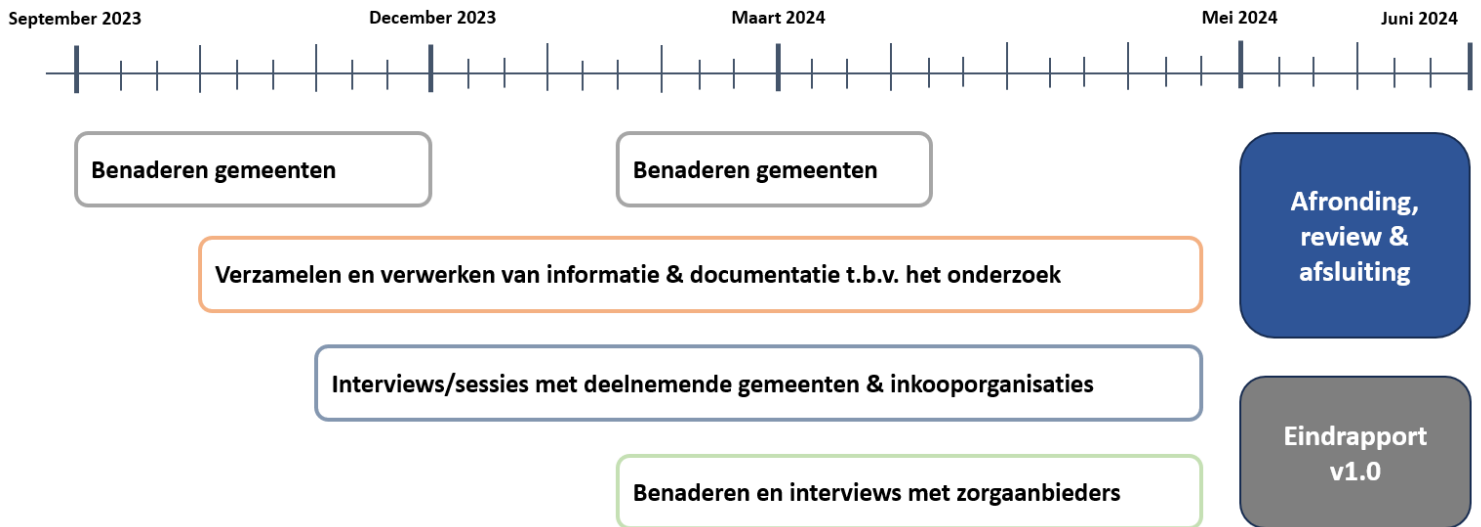 September 2023
December 2023
Maart 2024
Mei 2024
Juni 2024
Benaderen gemeenten
Benaderen gemeenten
Verzamelen en verwerken van informatie & documentatie t.b.v. het onderzoek
Interviews/sessies met deelnemende gemeenten & inkooporganisaties
Benaderen en interviews met zorgaanbieders
Afronding,
review &
afsluiting
Eindrapport
v1.0